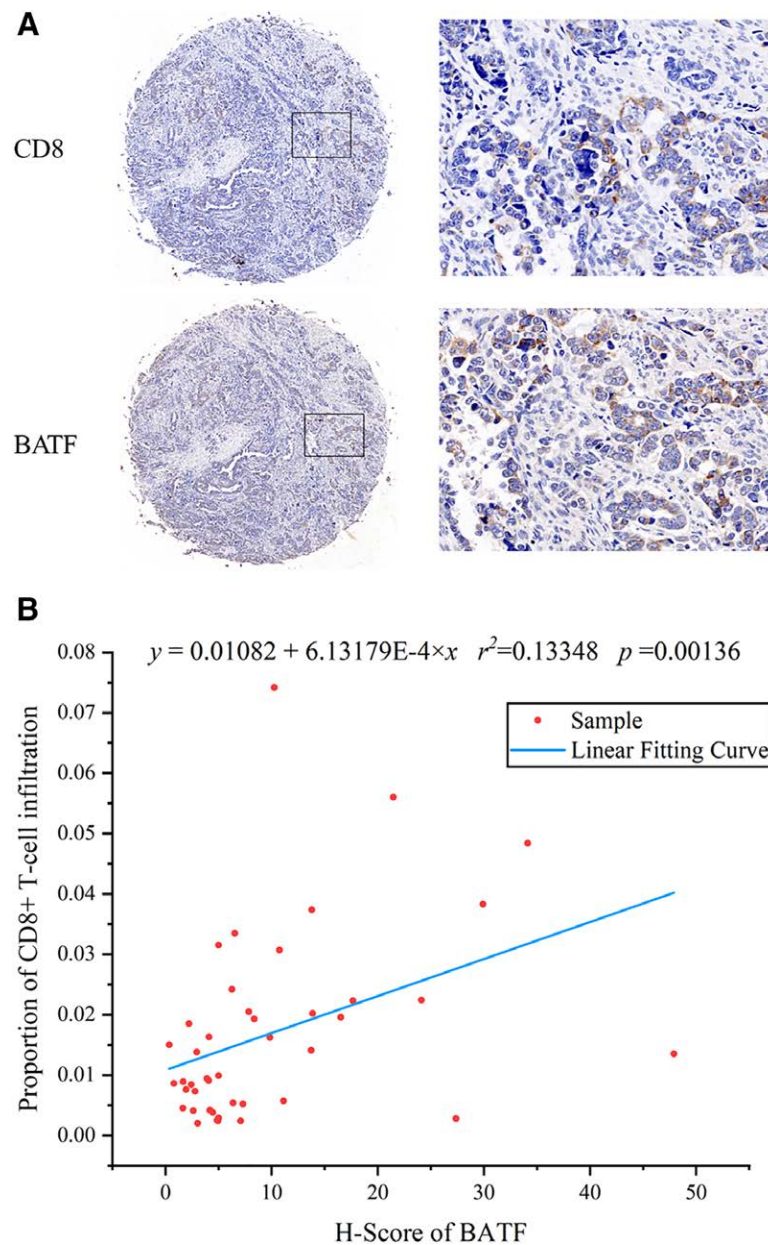 A
CD8
BATF
B
y = 0.01082 + 6.13179E-4×x r²=0.13348 p =0.00136
0.08
0.07
0.06
0.05
0.04
0.03
0.02
0.01
0.00
Proportion of CD8+ T-cell infiltration
Sample
Linear Fitting Curve
0 10 20 30 40 50
H-Score of BATF